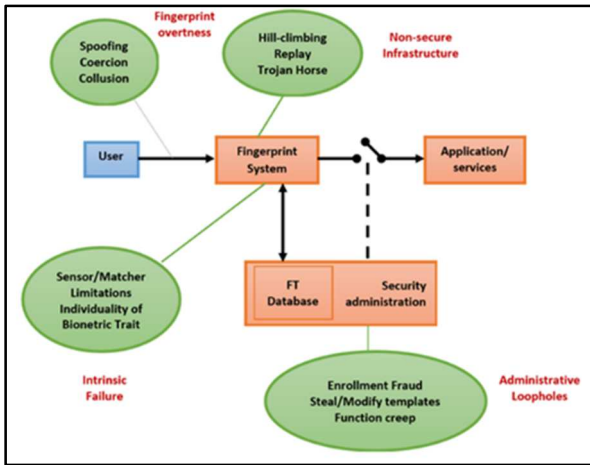 Fingerprint
overtness
Spoofing
Coercion
Collusion
Hill-climbing
Replay
Trojan Horse
Non-secure
Infrastructure
User
Fingerprint
System
Application/
services
Sensor/Matcher
Limitations
Individuality of
Bionetric Trait
FT
Database
Security
administration
Intrinsic
Failure
Enrollment Fraud
Steal/Modify templates
Function creep
Administrative
Loopholes